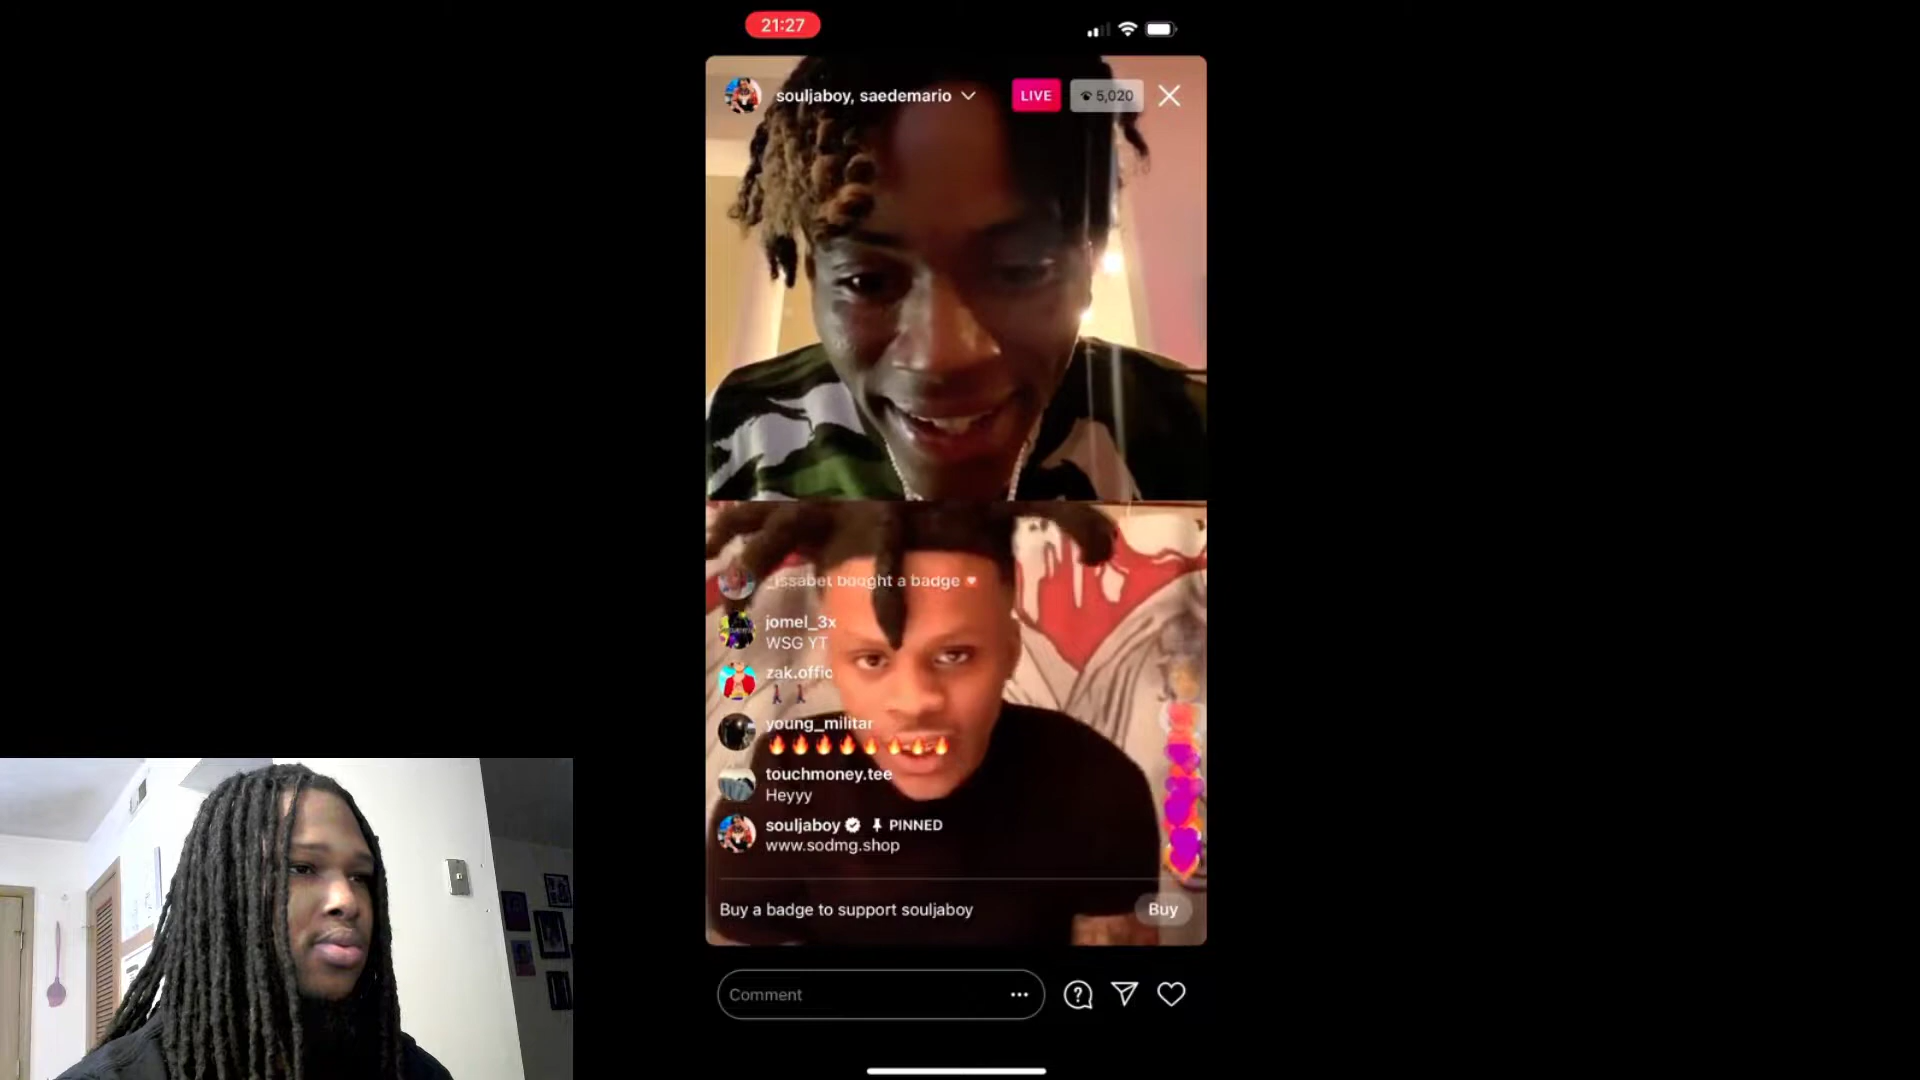 21:27
souljaboy, saedemario
LIVE
5,020
_issabel bought a badge
jomel_3x
WSG YT
zak.offic
young_militar
touchmoney.tee
Heyyy
souljaboy PINNED
www.sodmg.shop
Buy a badge to support souljaboy
Buy
Comment